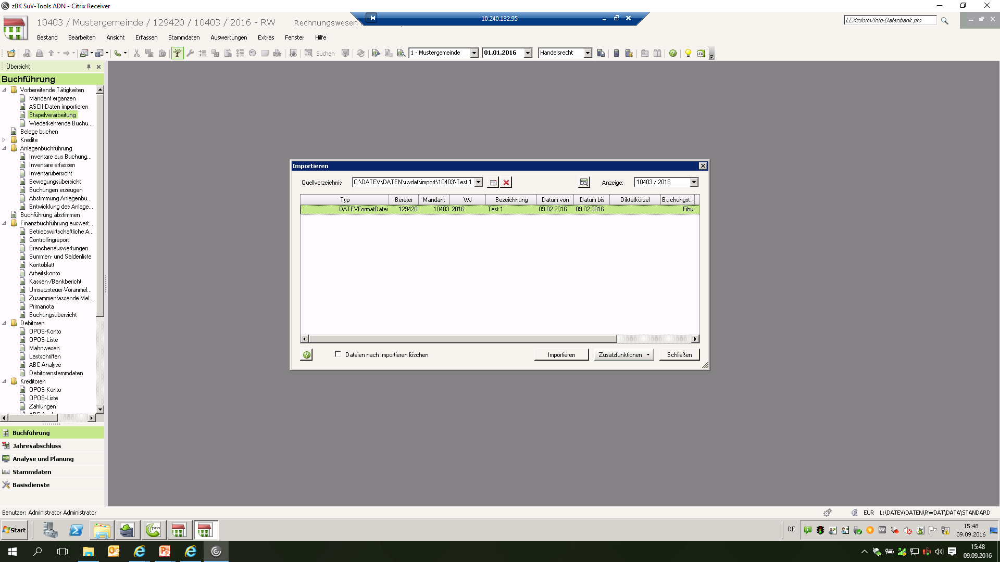 zBK SuV-Tools ADN - Citrix Receiver
10403 / Mustergemeinde / 129420 / 10403 / 2016 - RW Rechnungswesen
10.240.132.95
LEXinform/Info-Datenbank pro
Bestand Bearbeiten Ansicht Erfassen Stammdaten Auswertungen Extras Fenster Hilfe
Suchen 1 - Mustergemeinde 01.01.2016 Handelsrecht LEX
Übersicht
Buchführung
Vorbereitende Tätigkeiten
Mandant ergänzen
ASCII-Daten importieren
Stapelverarbeitung
Wiederkehrende Buchu...
Belege buchen
Kredite
Anlagenbuchführung
Inventare aus Buchung...
Inventare erfassen
Inventarübersicht
Bewegungsübersicht
Buchungen erzeugen
Abstimmung Anlagenbu...
Entwicklung des Anlage...
Buchführung abstimmen
Finanzbuchführung auswert...
Betriebswirtschaftliche A...
Controllingreport
Branchenauswertungen
Summen- und Saldenliste
Kontoblatt
Arbeitskonto
Kassen-/Bankbericht
Umsatzsteuer-Voranmel...
Zusammenfassende Mel...
Primanota
Buchungsübersicht
Debitoren
OPOS-Konto
OPOS-Liste
Mahnwesen
Lastschriften
ABC-Analyse
Debitorenstammdaten
Kreditoren
OPOS-Konto
OPOS-Liste
Zahlungen
Buchführung
Jahresabschluss
Analyse und Planung
Stammdaten
Basisdienste
Importieren
Quellverzeichnis C:\DATEV\DATEN\rwdat\import\10403\Test 1 Anzeige: 10403 / 2016
Typ Berater Mandant WJ Bezeichnung Datum von Datum bis Diktatkürzel Buchungst...
DATEVFormatDatei 129420 10403 2016 Test 1 09.02.2016 09.02.2016 Fibu
Dateien nach Importieren löschen Importieren Zusatzfunktionen Schließen
Benutzer: Administrator Administrator EUR L:\DATEV\DATEN\RWDAT\DATA\STANDARD
Start DE 15:48
09.09.2016
15:48
09.09.2016